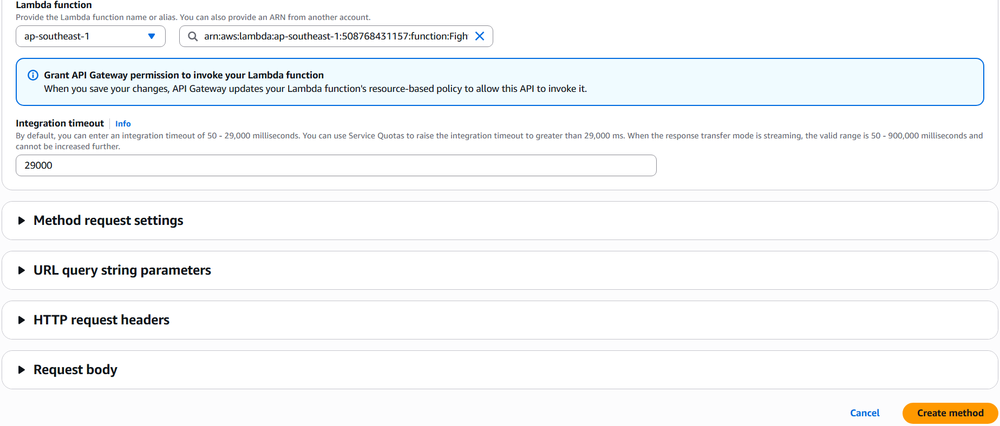 Lambda function
Provide the Lambda function name or alias. You can also provide an ARN from another account.
ap-southeast-1
arn:aws:lambda:ap-southeast-1:508768431157:function:Figh
Grant API Gateway permission to invoke your Lambda function
When you save your changes, API Gateway updates your Lambda function's resource-based policy to allow this API to invoke it.
Integration timeout
Info
By default, you can enter an integration timeout of 50 - 29,000 milliseconds. You can use Service Quotas to raise the integration timeout to greater than 29,000 ms. When the response transfer mode is streaming, the valid range is 50 - 900,000 milliseconds and
cannot be increased further.
29000
Method request settings
URL query string parameters
HTTP request headers
Request body
Cancel
Create method